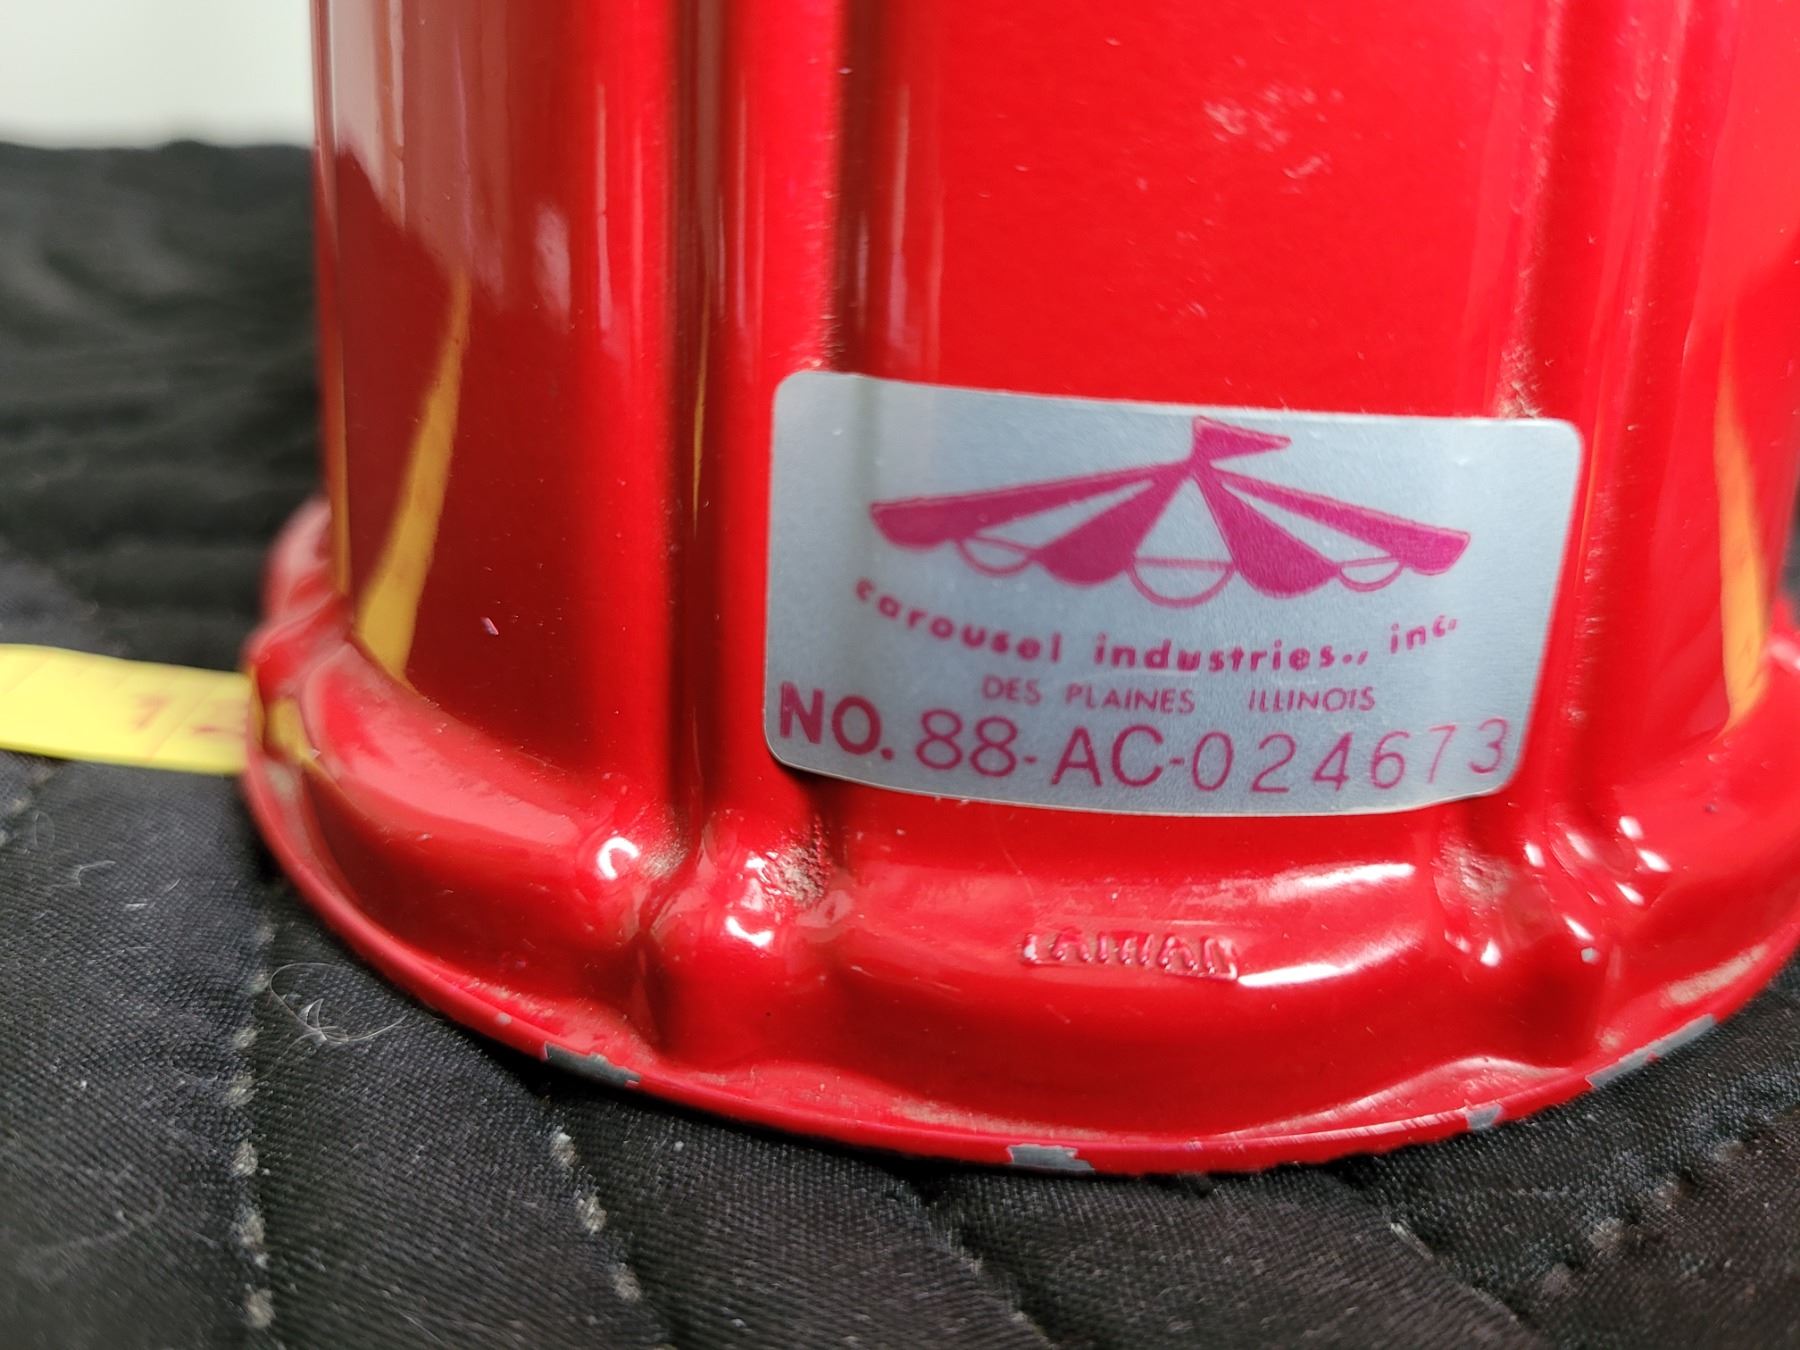 carousel industries., inc.
DES PLAINES ILLINOIS
NO. 88-AC-024673
TAIWAN